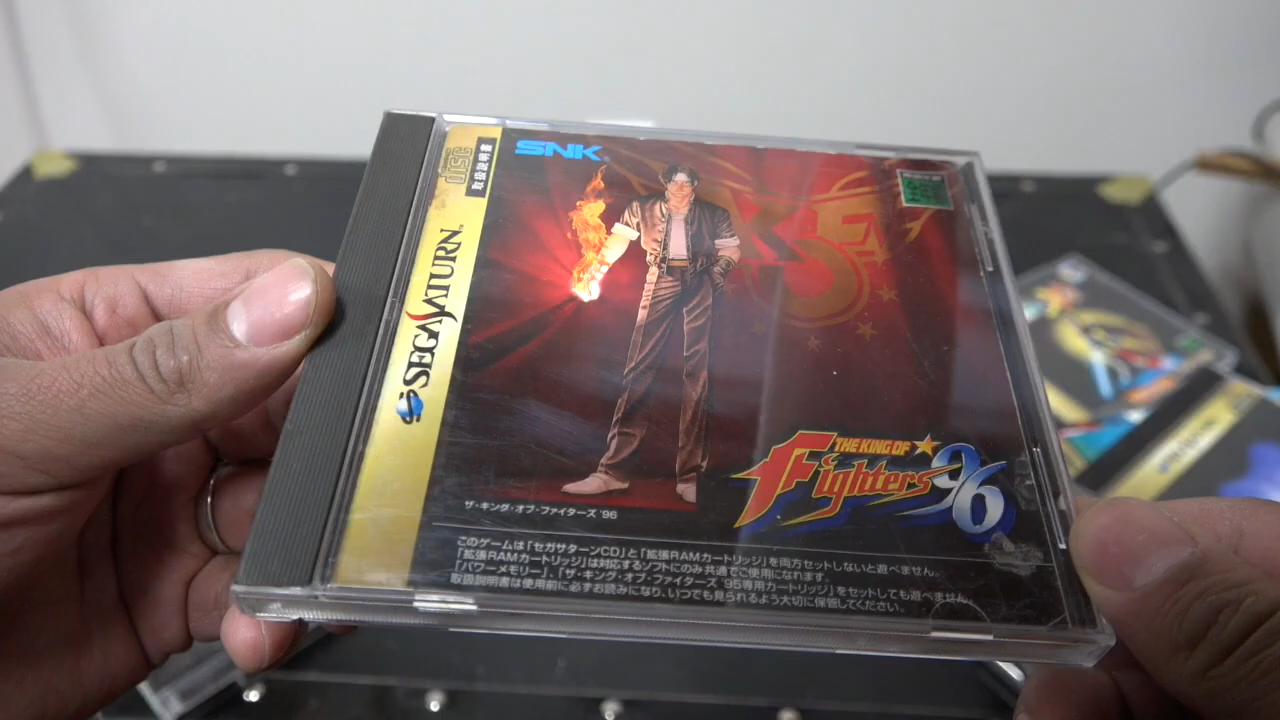 SNK
disc
取扱説明書
SEGA SATURN™
KOF
THE KING OF
Fighters '96
ザ・キング・オブ・ファイターズ '96
このゲームは「セガサターンCD」と「拡張RAMカートリッジ」を両方セットしないと遊べません。
「拡張RAMカートリッジ」は対応するソフトにのみ共通でご使用になれます。
「パワーメモリー」、「ザ・キング・オブ・ファイターズ '95専用カートリッジ」をセットしても遊べません。
取扱説明書は使用前に必ずお読みになり、いつでも見られるよう大切に保管してください。